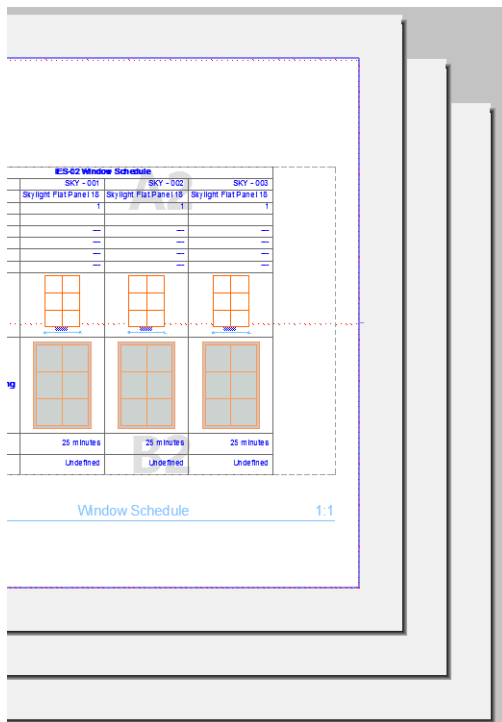 IES-02 Window Schedule
SKY - 001 SKY - 002 SKY - 003
A2
Skylight Flat Panel 18 Skylight Flat Panel 18 Skylight Flat Panel 18
1 1 1
--- --- ---
--- --- ---
--- --- ---
--- --- ---
ng
25 minutes 25 minutes 25 minutes
B2
Undefined Undefined Undefined
Window Schedule 1:1